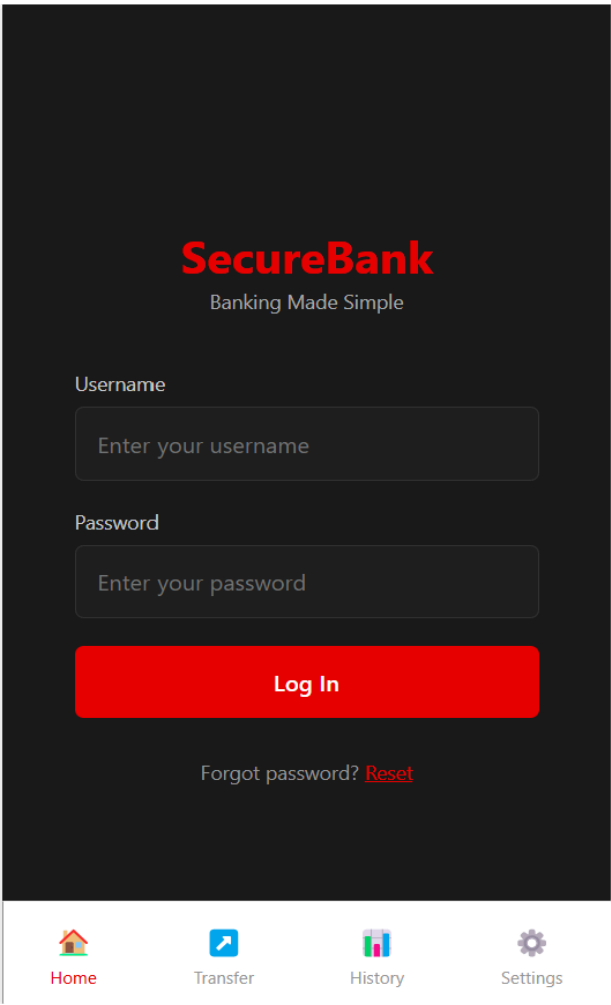 SecureBank
Banking Made Simple
Username
Enter your username
Password
Enter your password
Log In
Forgot password? Reset
Home Transfer History Settings